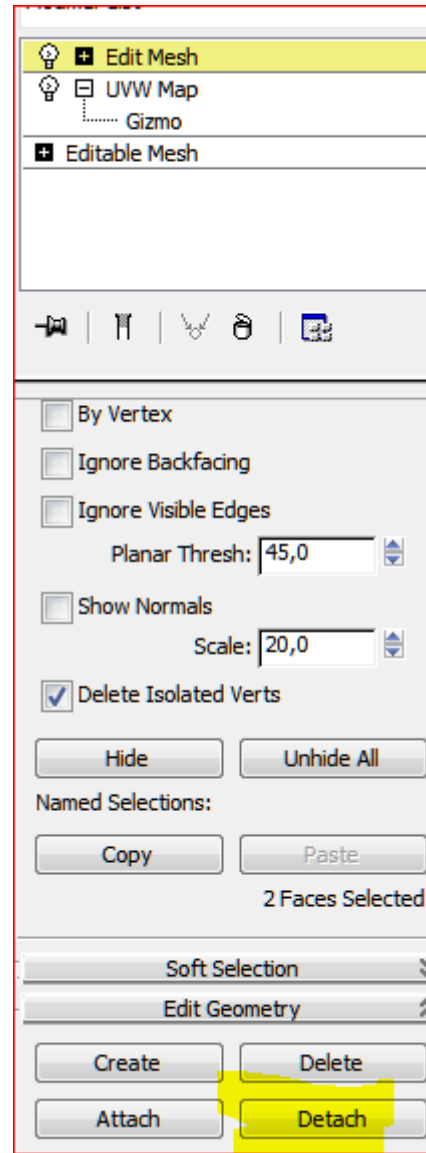 Modifier List
Edit Mesh
UVW Map
Gizmo
Editable Mesh
By Vertex
Ignore Backfacing
Ignore Visible Edges
Planar Thresh: 45,0
Show Normals
Scale: 20,0
Delete Isolated Verts
Hide Unhide All
Named Selections:
Copy Paste
2 Faces Selected
Soft Selection
Edit Geometry
Create Delete
Attach Detach